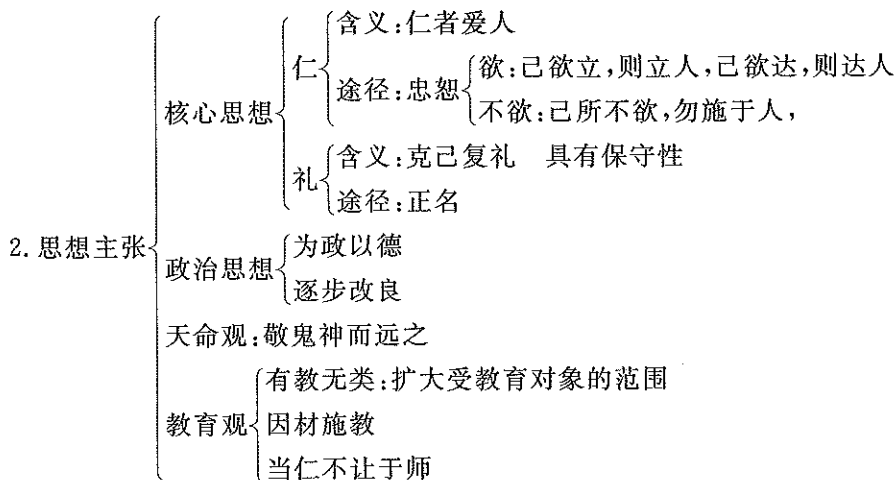 含义:仁者爱人
仁
途径:忠恕
欲:己欲立,则立人,己欲达,则达人
不欲:己所不欲,勿施于人,
核心思想
礼
含义:克己复礼 具有保守性
途径:正名
2.思想主张
政治思想
为政以德
逐步改良
天命观:敬鬼神而远之
教育观
有教无类:扩大受教育对象的范围
因材施教
当仁不让于师